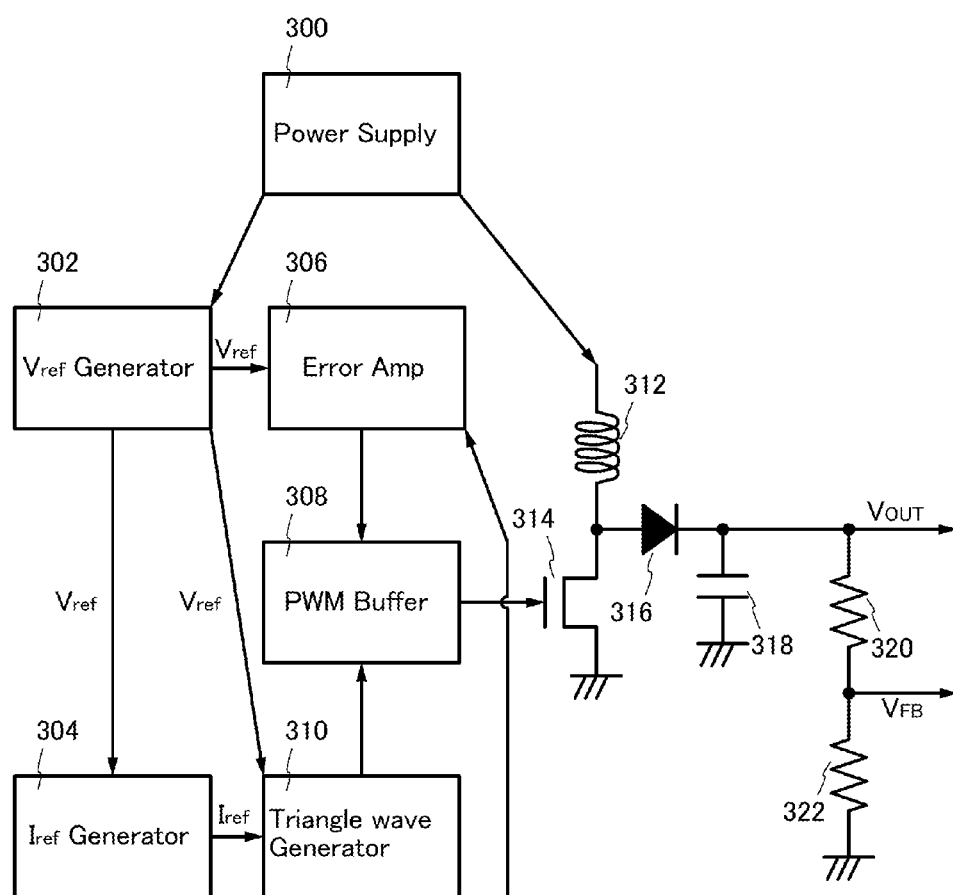 300
Power Supply
302
306
Vref Generator
Vref
Error Amp
312
308
314
VOUT
PWM Buffer
Vref
Vref
316
318
320
VFB
304
310
322
Iref Generator
Iref
Triangle wave
Generator